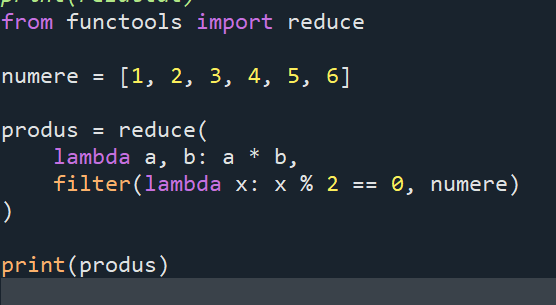 from functools import reduce
numere = [1, 2, 3, 4, 5, 6]
produs = reduce(
    lambda a, b: a * b,
    filter(lambda x: x % 2 == 0, numere)
)
print(produs)